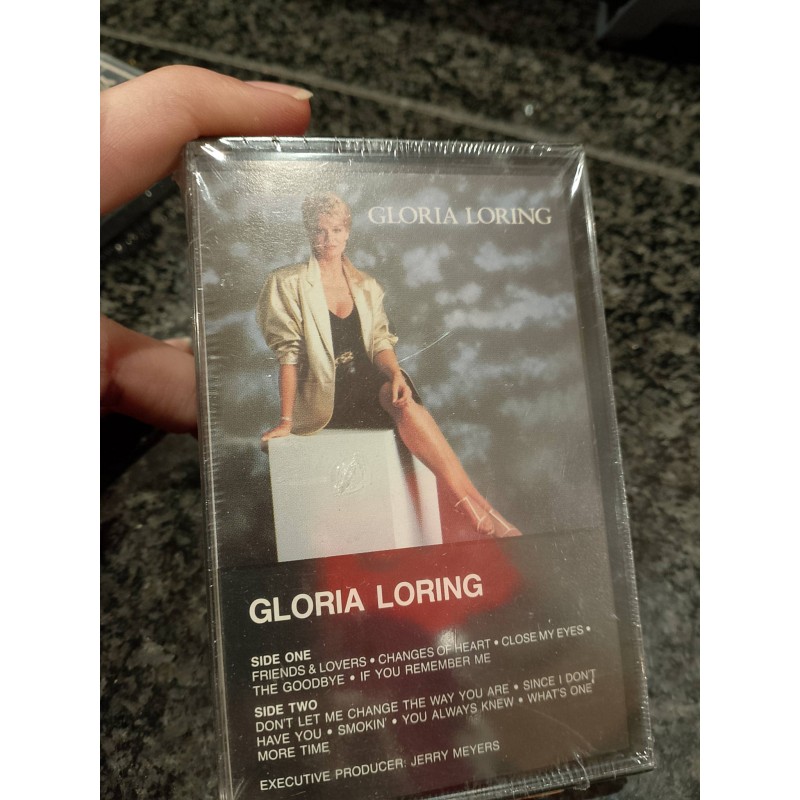 GLORIA LORING
GLORIA LORING
SIDE ONE
FRIENDS & LOVERS • CHANGES OF HEART • CLOSE MY EYES •
THE GOODBYE • IF YOU REMEMBER ME
SIDE TWO
DON'T LET ME CHANGE THE WAY YOU ARE • SINCE I DON'T
HAVE YOU • SMOKIN' • YOU ALWAYS KNEW • WHAT'S ONE
MORE TIME
EXECUTIVE PRODUCER: JERRY MEYERS